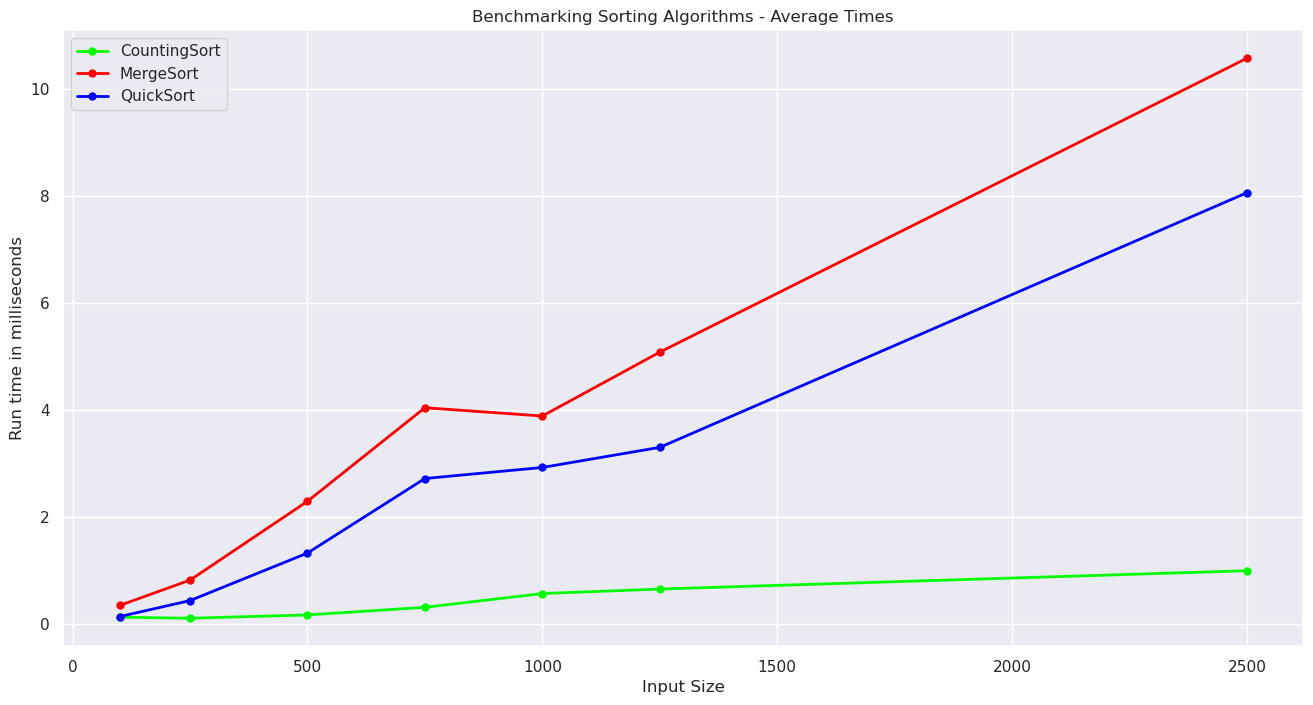 Benchmarking Sorting Algorithms - Average Times
CountingSort
MergeSort
QuickSort
10
8
6
4
2
0
Run time in milliseconds
0 500 1000 1500 2000 2500
Input Size